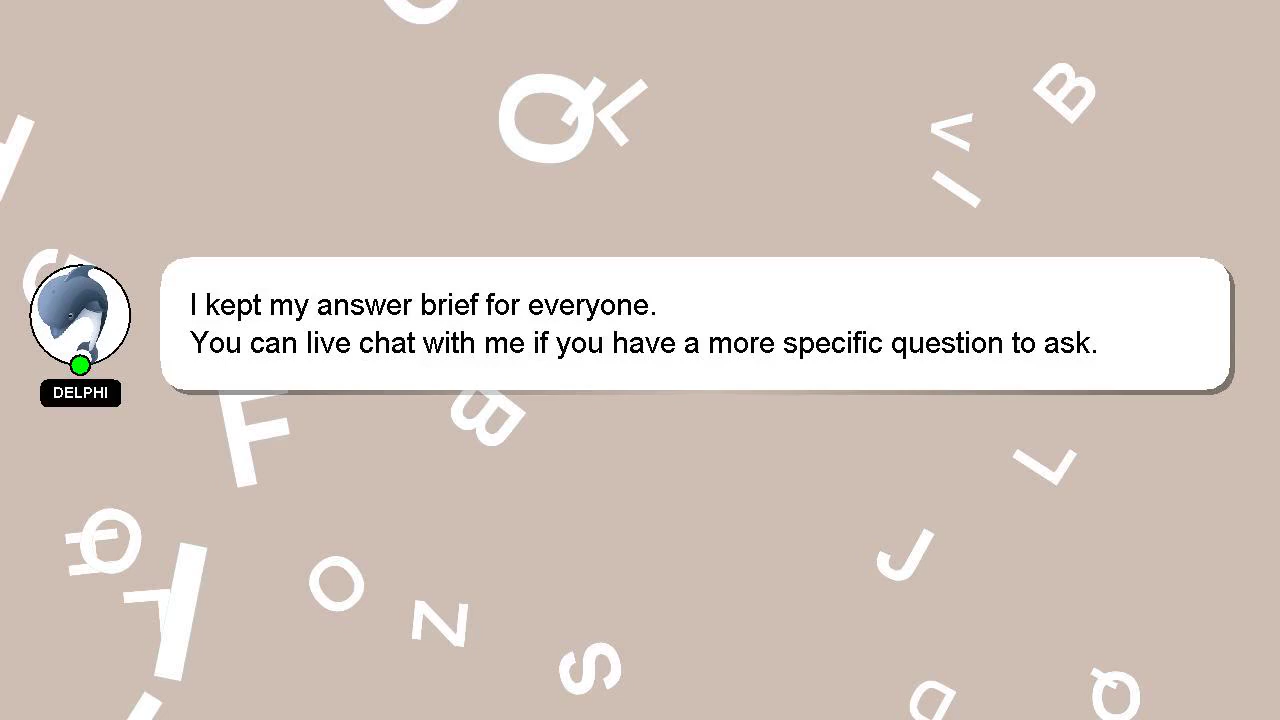 I kept my answer brief for everyone.
You can live chat with me if you have a more specific question to ask.
DELPHI